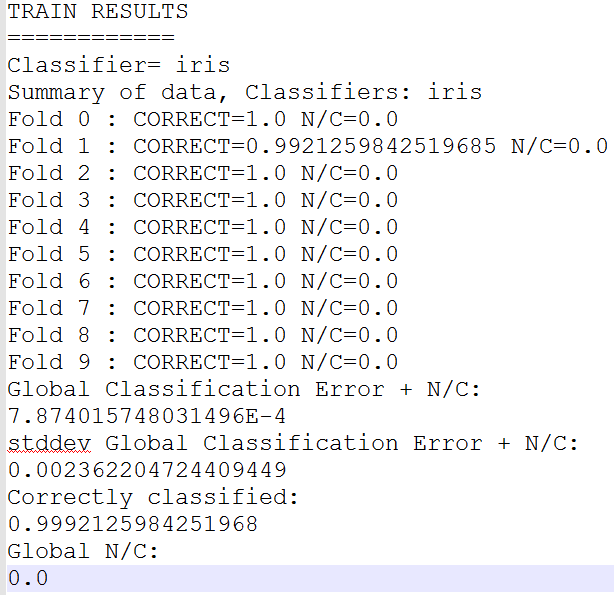 TRAIN RESULTS
============
Classifier= iris
Summary of data, Classifiers: iris
Fold 0 : CORRECT=1.0 N/C=0.0
Fold 1 : CORRECT=0.9921259842519685 N/C=0.0
Fold 2 : CORRECT=1.0 N/C=0.0
Fold 3 : CORRECT=1.0 N/C=0.0
Fold 4 : CORRECT=1.0 N/C=0.0
Fold 5 : CORRECT=1.0 N/C=0.0
Fold 6 : CORRECT=1.0 N/C=0.0
Fold 7 : CORRECT=1.0 N/C=0.0
Fold 8 : CORRECT=1.0 N/C=0.0
Fold 9 : CORRECT=1.0 N/C=0.0
Global Classification Error + N/C:
7.874015748031496E-4
stddev Global Classification Error + N/C:
0.002362204724409449
Correctly classified:
0.9992125984251968
Global N/C:
0.0